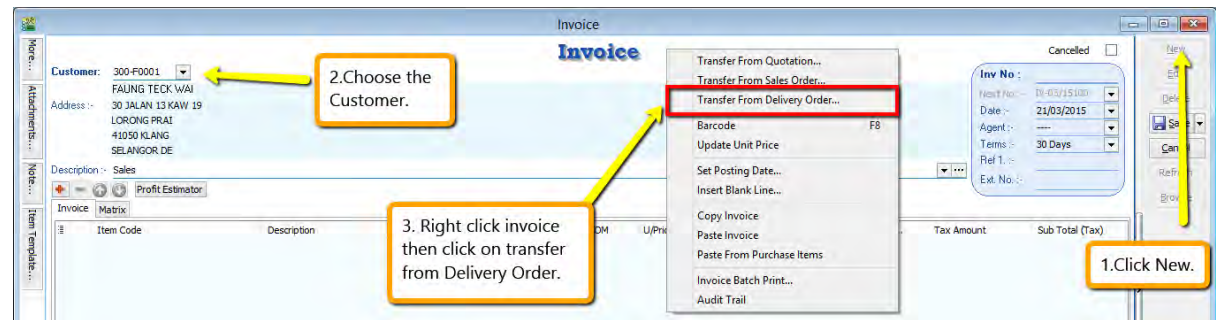 Invoice
More...
Attachments...
Note...
Item Template...
Invoice
Cancelled
Customer: 300-F0001
FAUNG TECK WAI
Address :- 30 JALAN 13 KAW 19
LORONG PRAI
41050 KLANG
SELANGOR DE
Description :- Sales
Profit Estimator
Invoice Matrix
Item Code Description OM U/Pric Tax Amount Sub Total (Tax)
2.Choose the
Customer.
3. Right click invoice
then click on transfer
from Delivery Order.
Transfer From Quotation...
Transfer From Sales Order...
Transfer From Delivery Order...
Barcode F8
Update Unit Price
Set Posting Date...
Insert Blank Line...
Copy Invoice
Paste Invoice
Paste From Purchase Items
Invoice Batch Print...
Audit Trail
Inv No :
Next No :-
Date :- 21/03/2015
Agent :- ----
Terms :- 30 Days
Ref 1. :-
Ext. No. :-
New
Save
Refresh
Browse
1.Click New.